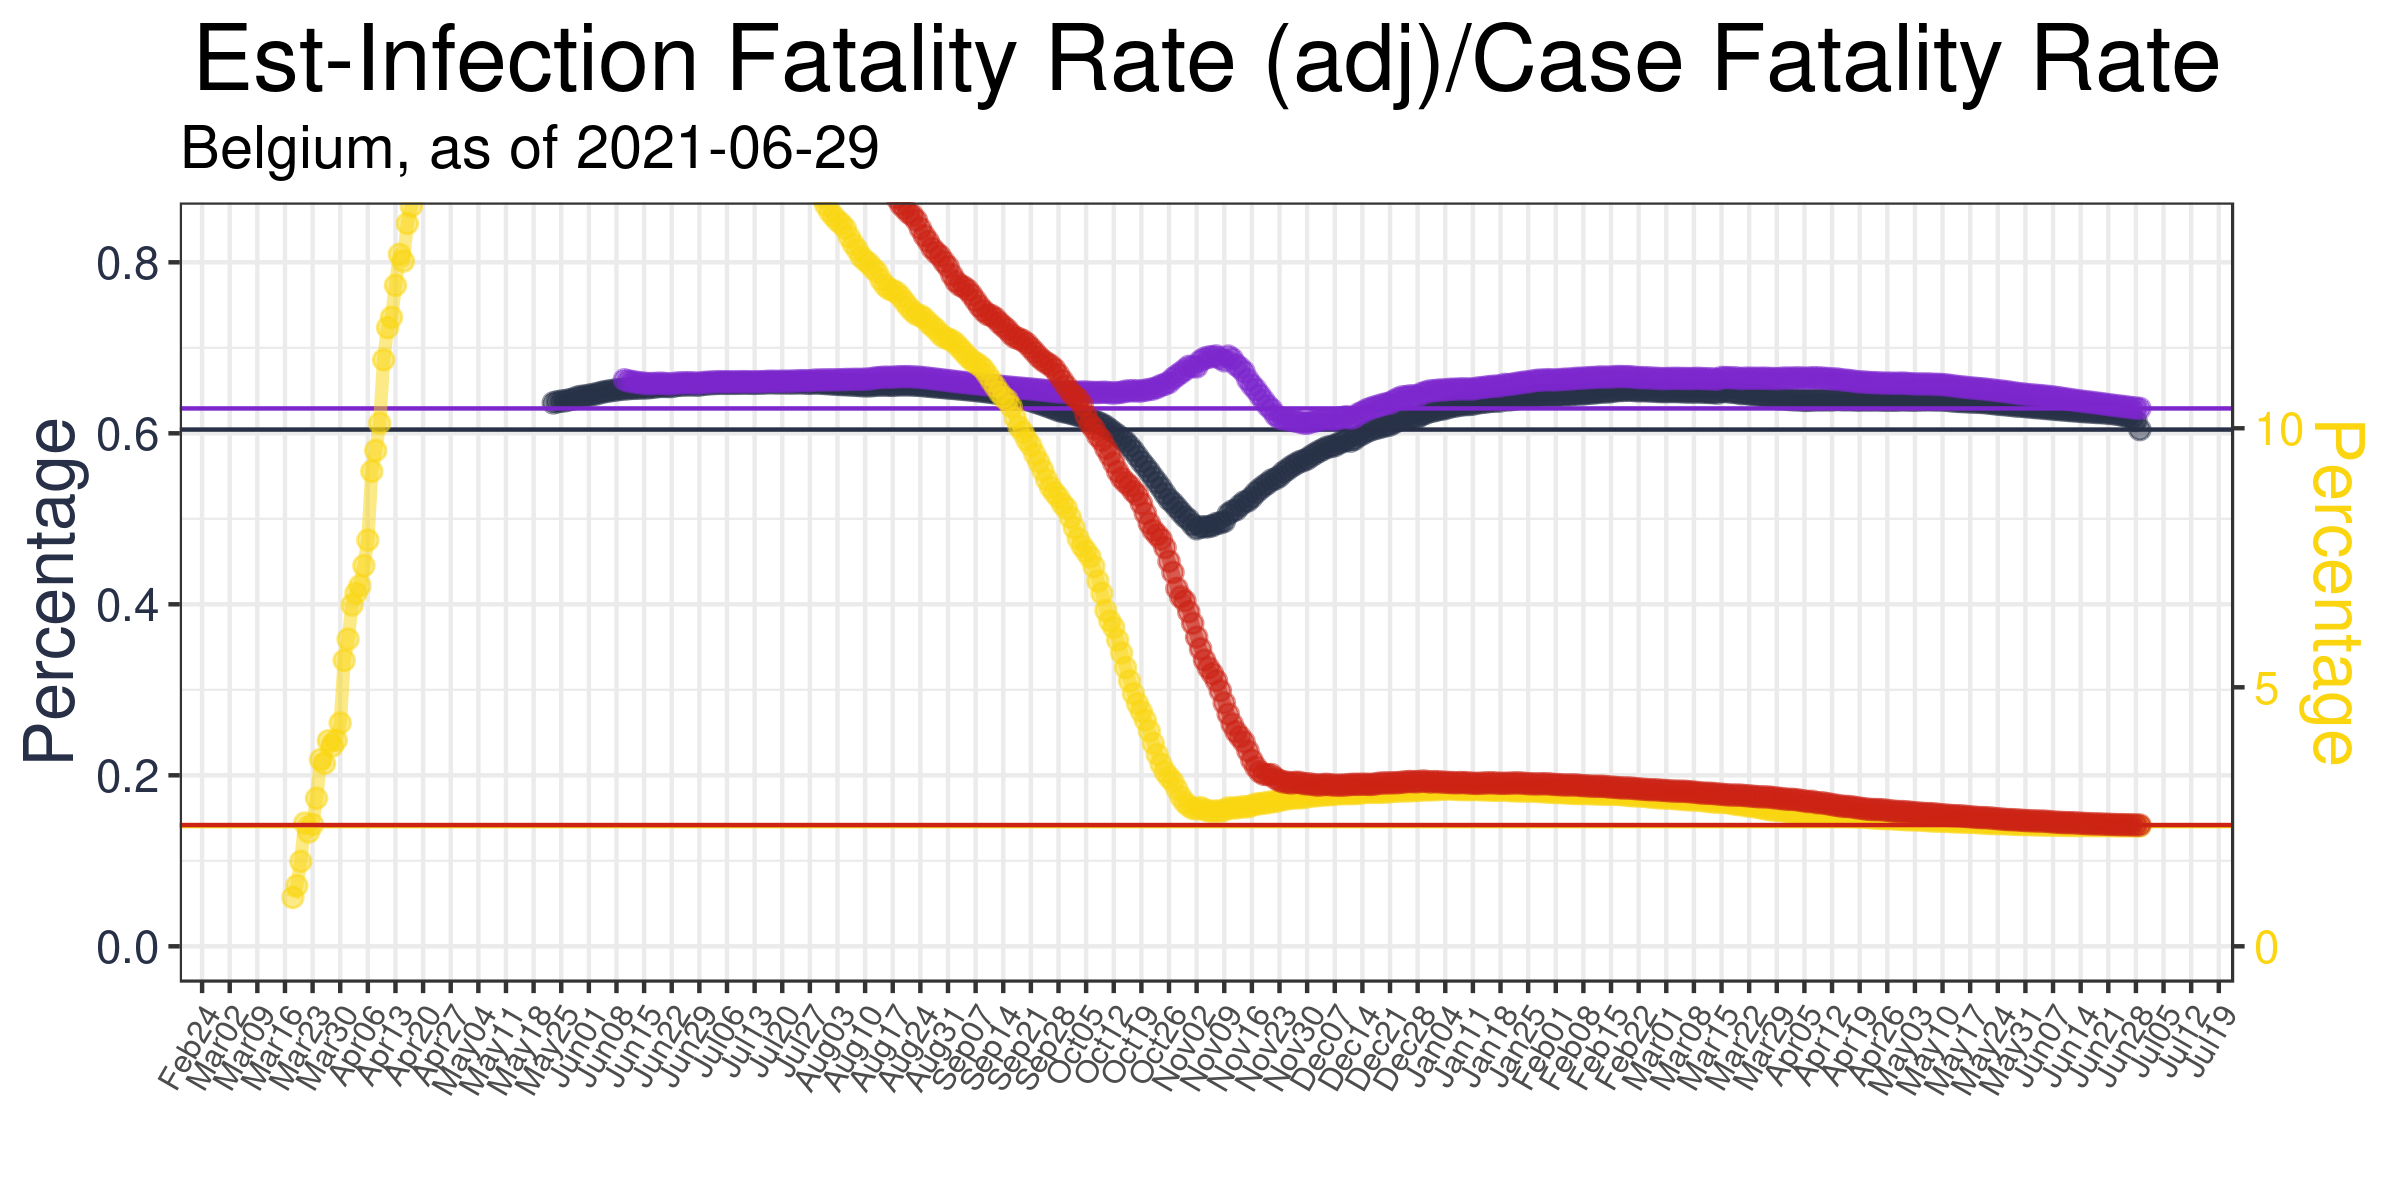 Est-Infection Fatality Rate (adj)/Case Fatality Rate
Belgium, as of 2021-06-29
Percentage
0.8
0.6
0.4
0.2
0.0
10
5
0
Percentage
Feb24
Mar02
Mar09
Mar16
Mar23
Mar30
Apr06
Apr13
Apr20
Apr27
May04
May11
May18
May25
Jun01
Jun08
Jun15
Jun22
Jun29
Jul06
Jul13
Jul20
Jul27
Aug03
Aug10
Aug17
Aug24
Aug31
Sep07
Sep14
Sep21
Sep28
Oct05
Oct12
Oct19
Oct26
Nov02
Nov09
Nov16
Nov23
Nov30
Dec07
Dec14
Dec21
Dec28
Jan04
Jan11
Jan18
Jan25
Feb01
Feb08
Feb15
Feb22
Mar01
Mar08
Mar15
Mar22
Mar29
Apr05
Apr12
Apr19
Apr26
May03
May10
May17
May24
May31
Jun07
Jun14
Jun21
Jun28
Jul05
Jul12
Jul19